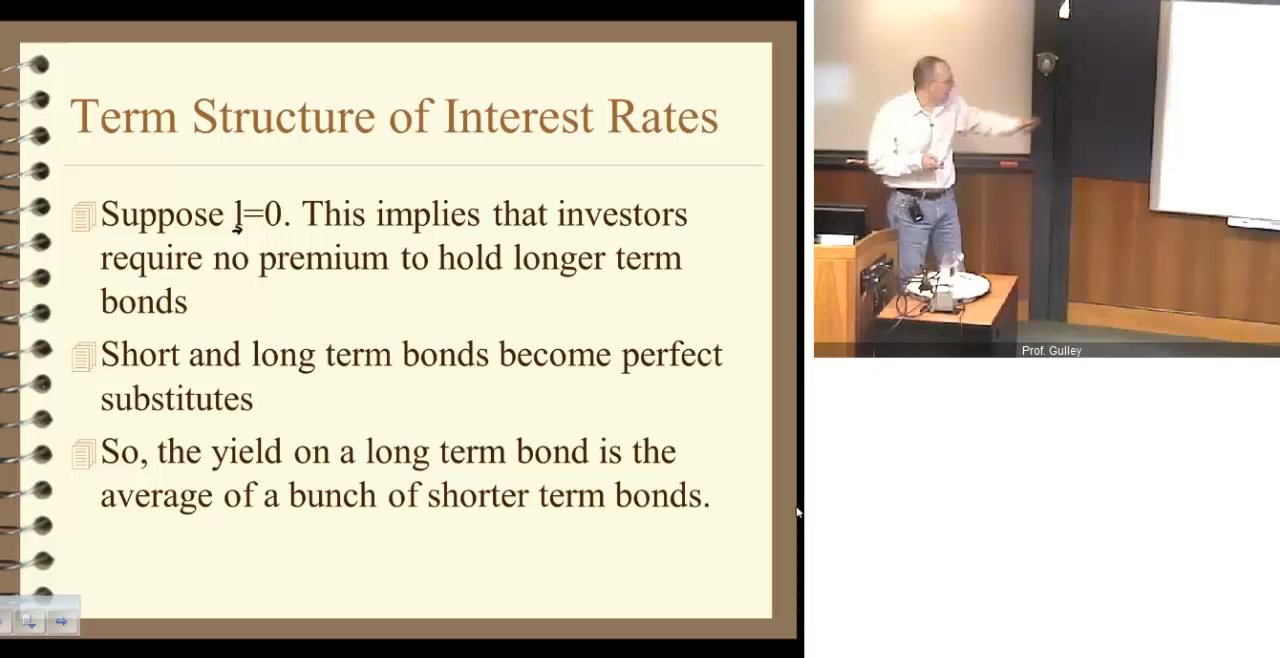 Term Structure of Interest Rates
Suppose l=0. This implies that investors
require no premium to hold longer term
bonds
Short and long term bonds become perfect
substitutes
So, the yield on a long term bond is the
average of a bunch of shorter term bonds.
Prof. Gulley